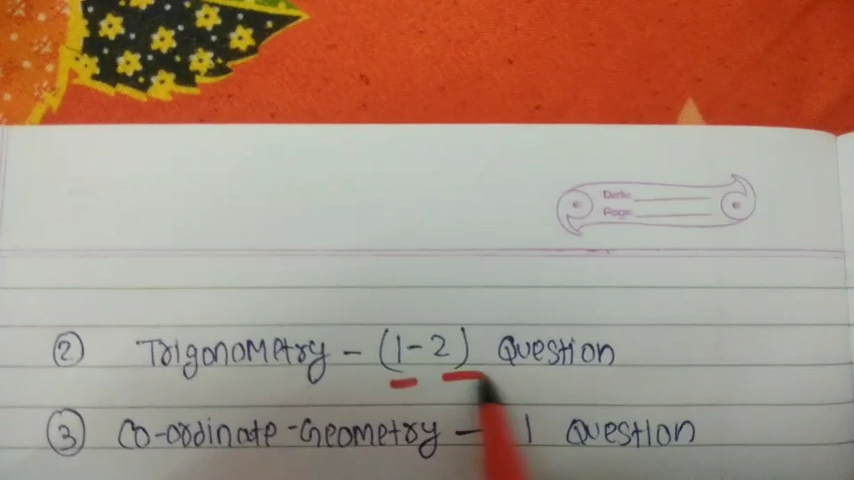 Date
Page
② Trigonometry - (1-2) Question
③ Co-ordinate-Geometry - 1 Question